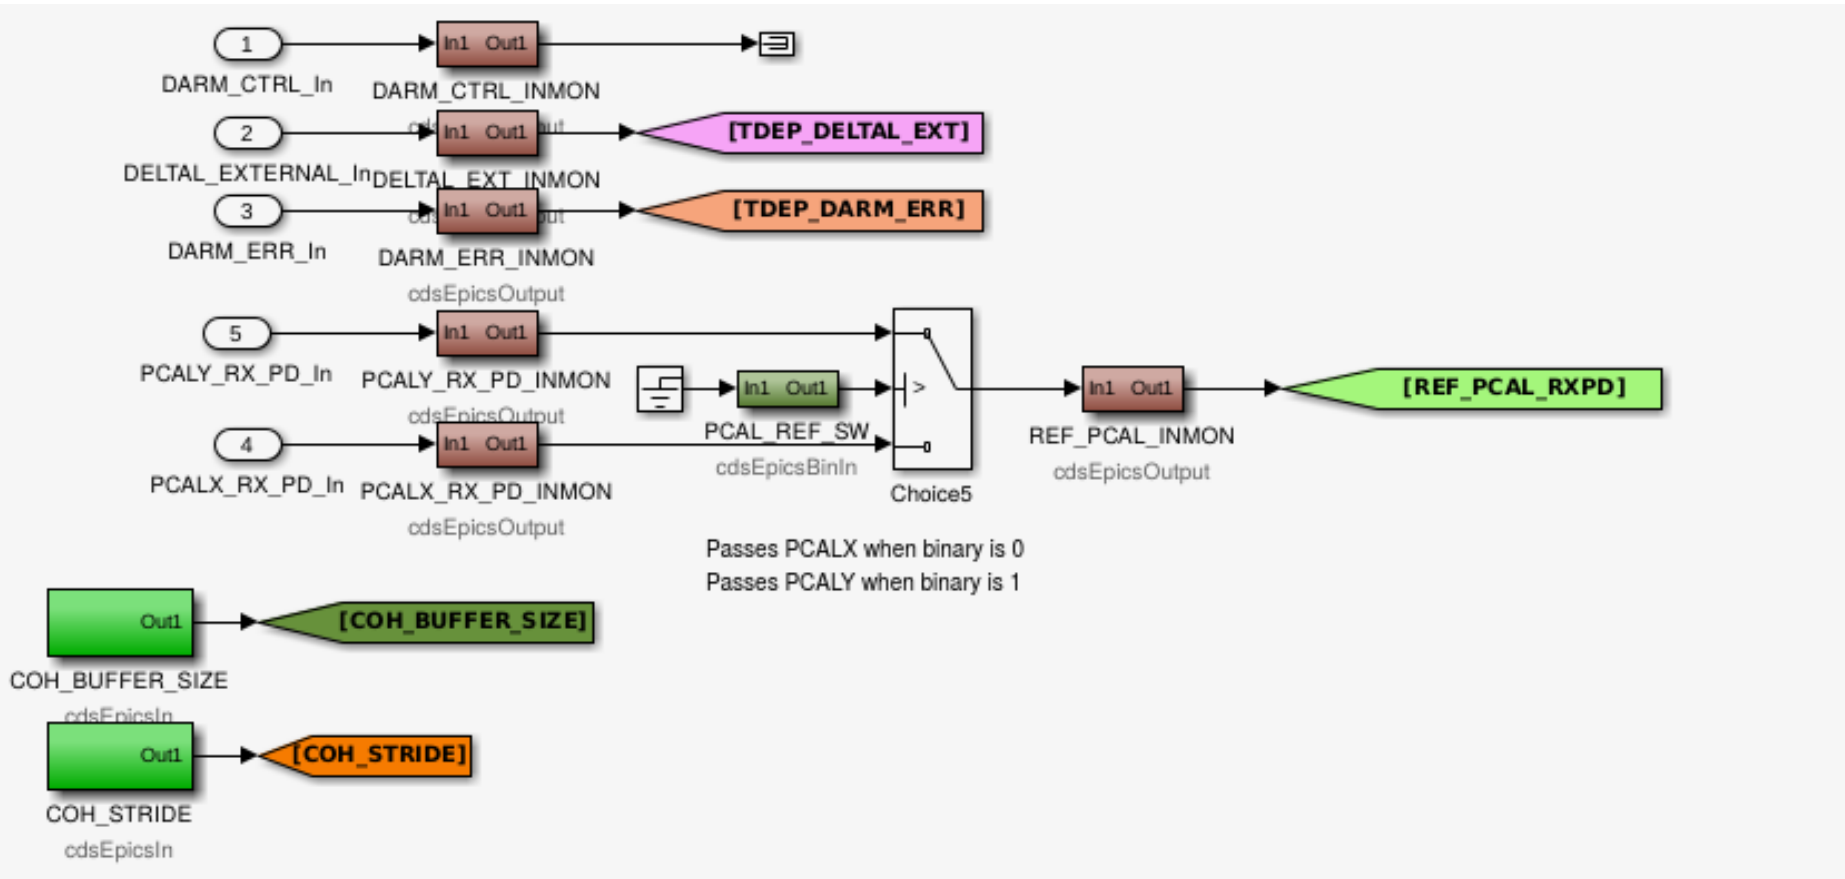 1
In1 Out1
DARM_CTRL_In
DARM_CTRL_INMON
2
In1 Out1
[TDEP_DELTAL_EXT]
DELTAL_EXTERNAL_In
DELTAL_EXT_INMON
3
In1 Out1
[TDEP_DARM_ERR]
DARM_ERR_In
DARM_ERR_INMON
cdsEpicsOutput
5
In1 Out1
PCALY_RX_PD_In
PCALY_RX_PD_INMON
cdsEpicsOutput
In1 Out1
>
PCAL_REF_SW
cdsEpicsBinIn
In1 Out1
[REF_PCAL_RXPD]
REF_PCAL_INMON
cdsEpicsOutput
4
In1 Out1
PCALX_RX_PD_In
PCALX_RX_PD_INMON
cdsEpicsOutput
Choice5
Passes PCALX when binary is 0
Passes PCALY when binary is 1
Out1
[COH_BUFFER_SIZE]
COH_BUFFER_SIZE
cdsEpicsIn
Out1
[COH_STRIDE]
COH_STRIDE
cdsEpicsIn